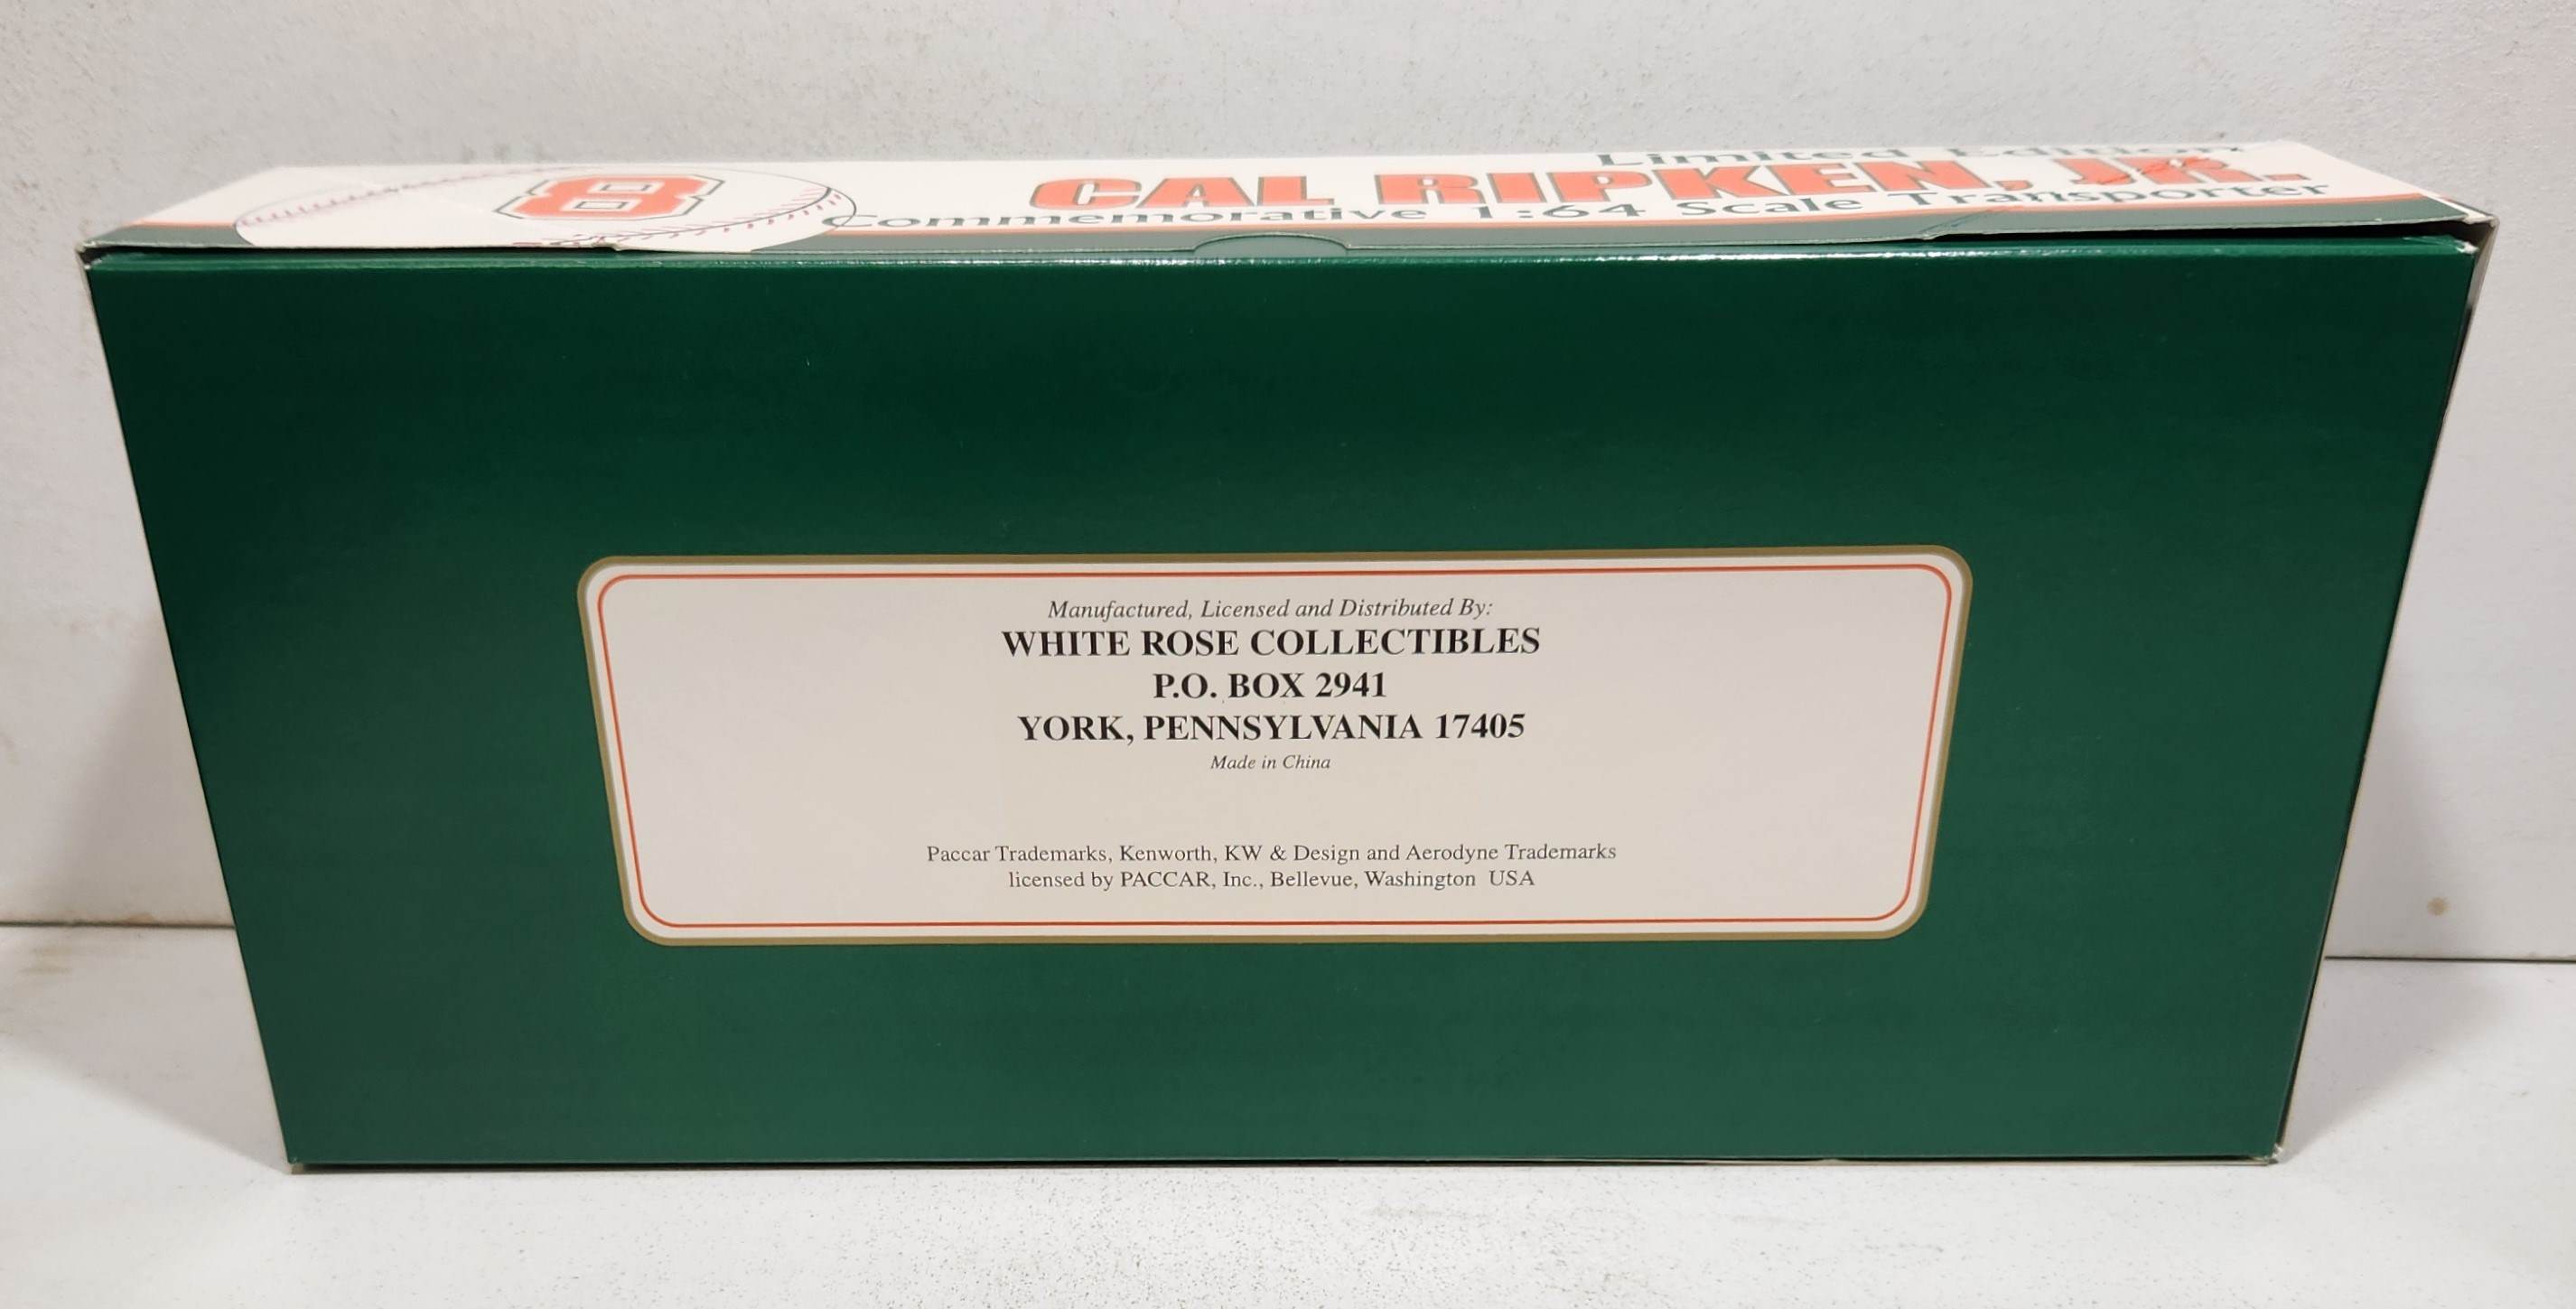 Limited Edition
8
CAL RIPKEN, JR.
Commemorative 1:64 Scale Transporter
Manufactured, Licensed and Distributed By:
WHITE ROSE COLLECTIBLES
P.O. BOX 2941
YORK, PENNSYLVANIA 17405
Made in China
Paccar Trademarks, Kenworth, KW & Design and Aerodyne Trademarks
licensed by PACCAR, Inc., Bellevue, Washington USA